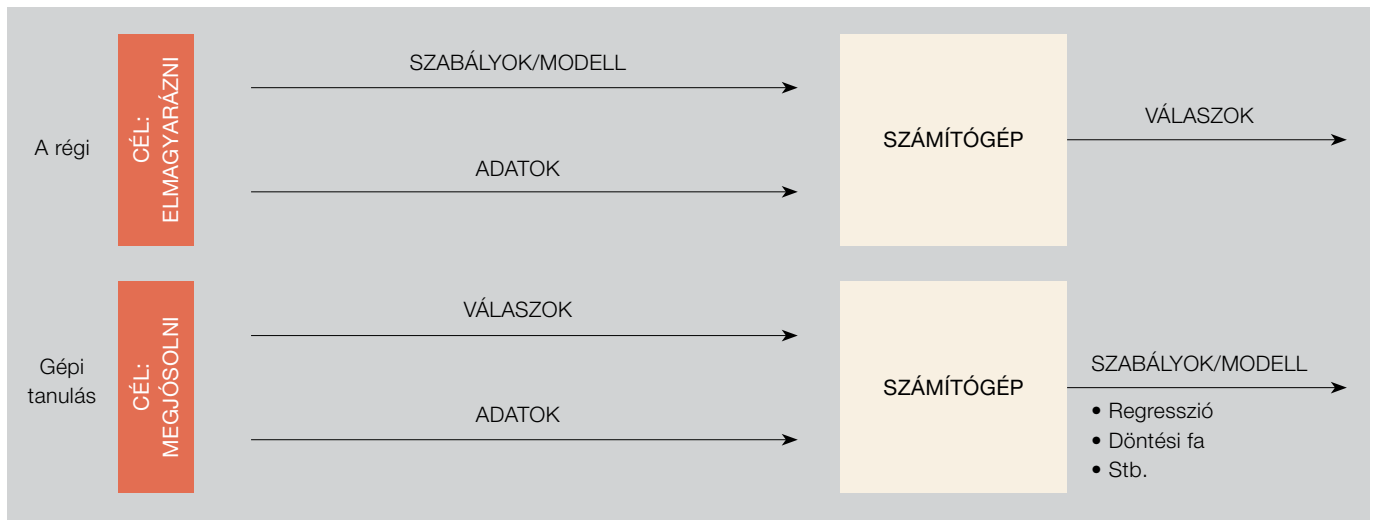 A régi
CÉL:
ELMAGYARÁZNI
SZABÁLYOK/MODELL
ADATOK
SZÁMÍTÓGÉP
VÁLASZOK
Gépi
tanulás
CÉL:
MEGJÓSOLNI
VÁLASZOK
ADATOK
SZÁMÍTÓGÉP
SZABÁLYOK/MODELL
• Regresszió
• Döntési fa
• Stb.